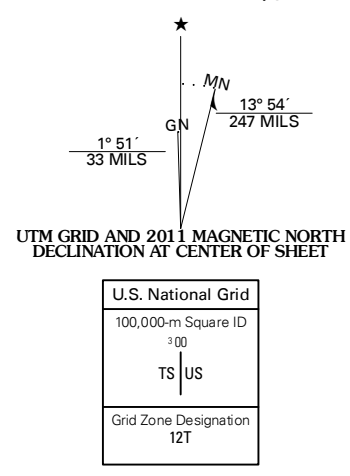 ★
MN
GN
13° 54´
247 MILS
1° 51´
33 MILS
UTM GRID AND 2011 MAGNETIC NORTH
DECLINATION AT CENTER OF SHEET
U.S. National Grid
100,000-m Square ID
³00
TS US
Grid Zone Designation
12T